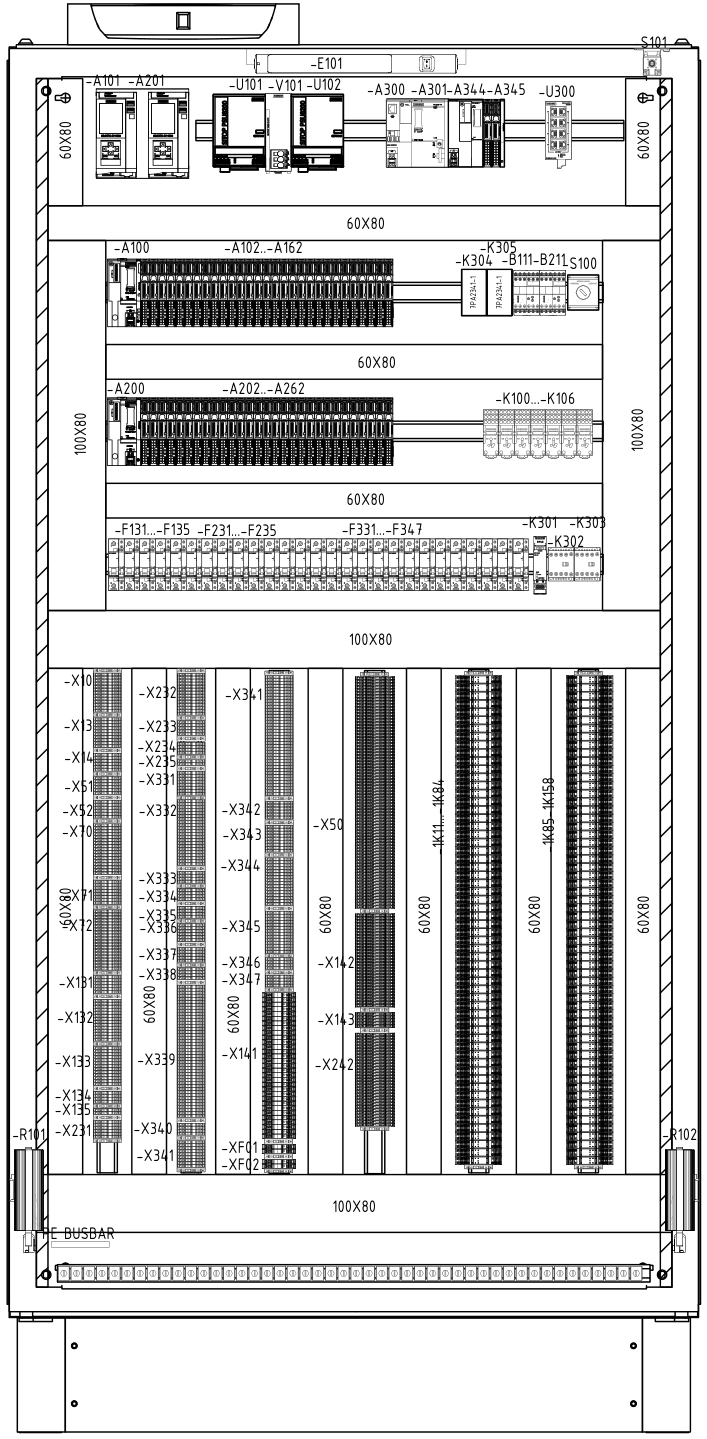 -E101
S101
-A101 -A201
-U101 -V101 -U102
-A300 -A301 -A344 -A345
-U300
60X80
60X80
60X80
-A100
-A102..-A162
-K305
-K304
-B111 -B211
-S100
7PA2341-1
7PA2341-1
60X80
-A200
-A202..-A262
-K100...-K106
100X80
100X80
60X80
-F131...-F135
-F231...-F235
-F331...-F347
-K301
-K303
-K302
100X80
-X10
-X13
-X14
-X51
-X52
-X70
-X71
-X72
-X131
-X132
-X133
-X134
-X135
-X231
60X80
-X232
-X233
-X234
-X235
-X331
-X332
-X333
-X334
-X335
-X336
-X337
-X338
-X339
-X340
-X341
60X80
-X341
-X342
-X343
-X344
-X345
-X346
-X347
-X141
-XF01
-XF02
60X80
-X50
-X142
-X143
-X242
60X80
-1K11...-1K84
60X80
-1K85..-1K158
60X80
60X80
-R101
-R102
100X80
PE BUSBAR